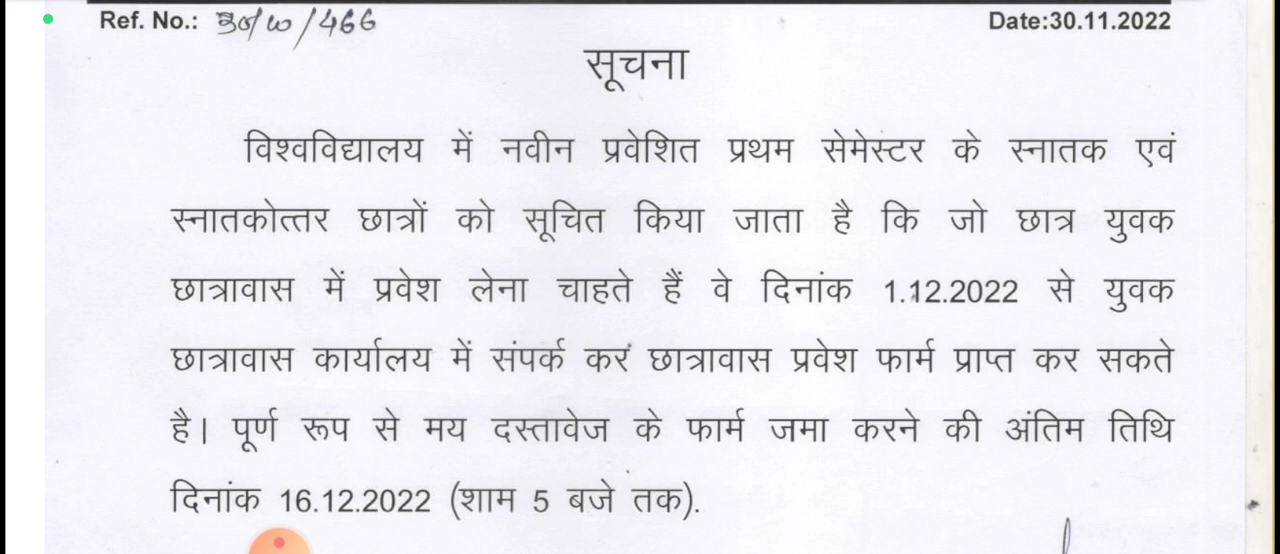 Ref. No.: /466 Date:30.11.2022
सूचना
विश्वविद्यालय में नवीन प्रवेशित प्रथम सेमेस्टर के स्नातक एवं
स्नातकोत्तर छात्रों को सूचित किया जाता है कि जो छात्र युवक
छात्रावास में प्रवेश लेना चाहते हैं वे दिनांक 1.12.2022 से युवक
छात्रावास कार्यालय में संपर्क कर छात्रावास प्रवेश फार्म प्राप्त कर सकते
है। पूर्ण रूप से मय दस्तावेज के फार्म जमा करने की अंतिम तिथि
दिनांक 16.12.2022 (शाम 5 बजे तक).